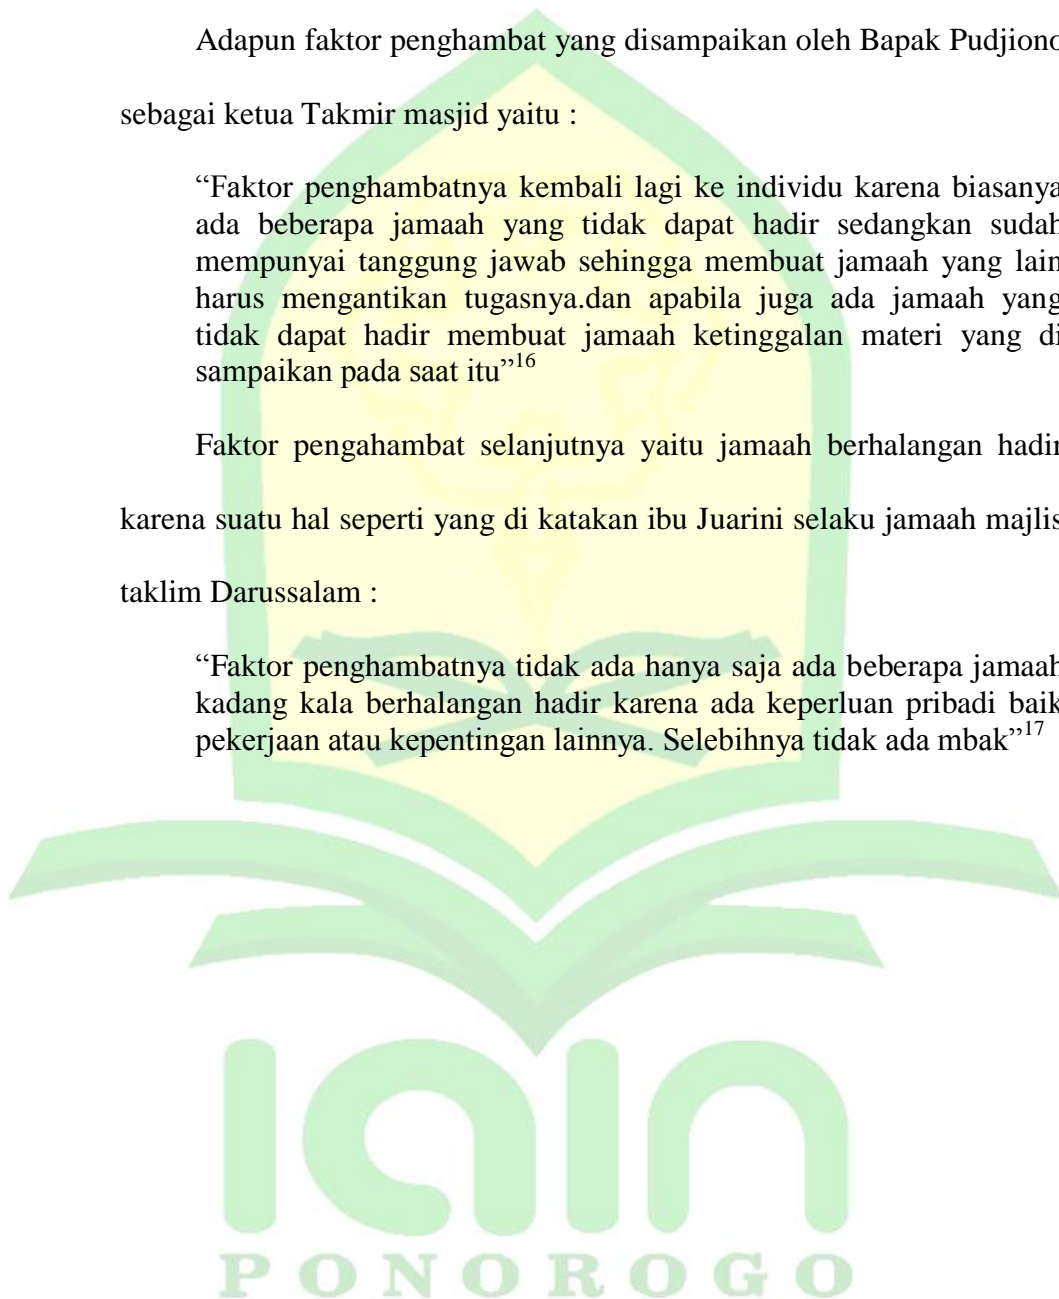 Adapun faktor penghambat yang disampaikan oleh Bapak Pudjiono
sebagai ketua Takmir masjid yaitu :
“Faktor penghambatnya kembali lagi ke individu karena biasanya
ada beberapa jamaah yang tidak dapat hadir sedangkan sudah
mempunyai tanggung jawab sehingga membuat jamaah yang lain
harus mengantikan tugasnya.dan apabila juga ada jamaah yang
tidak dapat hadir membuat jamaah ketinggalan materi yang di
sampaikan pada saat itu”16
Faktor pengahambat selanjutnya yaitu jamaah berhalangan hadir
karena suatu hal seperti yang di katakan ibu Juarini selaku jamaah majlis
taklim Darussalam :
“Faktor penghambatnya tidak ada hanya saja ada beberapa jamaah
kadang kala berhalangan hadir karena ada keperluan pribadi baik
pekerjaan atau kepentingan lainnya. Selebihnya tidak ada mbak”17
iain
PONOROGO